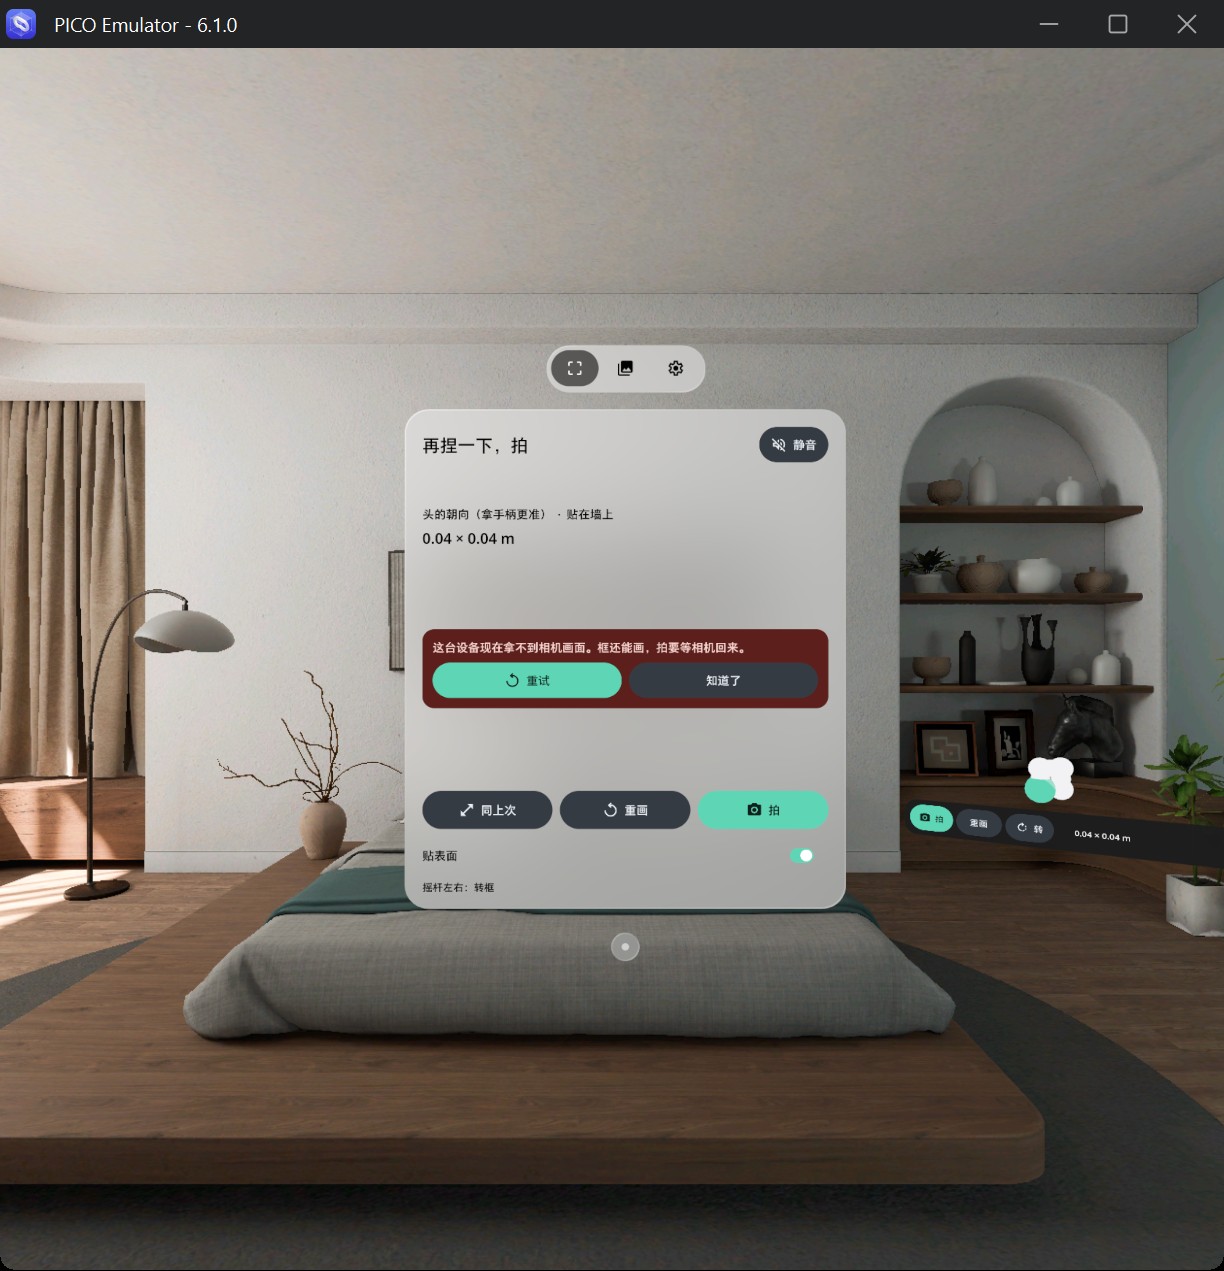 PICO Emulator - 6.1.0
再捏一下，拍
静音
头的朝向（拿手柄更准） · 贴在墙上
0.04 × 0.04 m
这台设备现在拿不到相机画面。框还能画，拍要等相机回来。
重试
知道了
同上次
重画
拍
贴表面
摇杆左右：转框
拍
重画
转
0.04 × 0.04 m